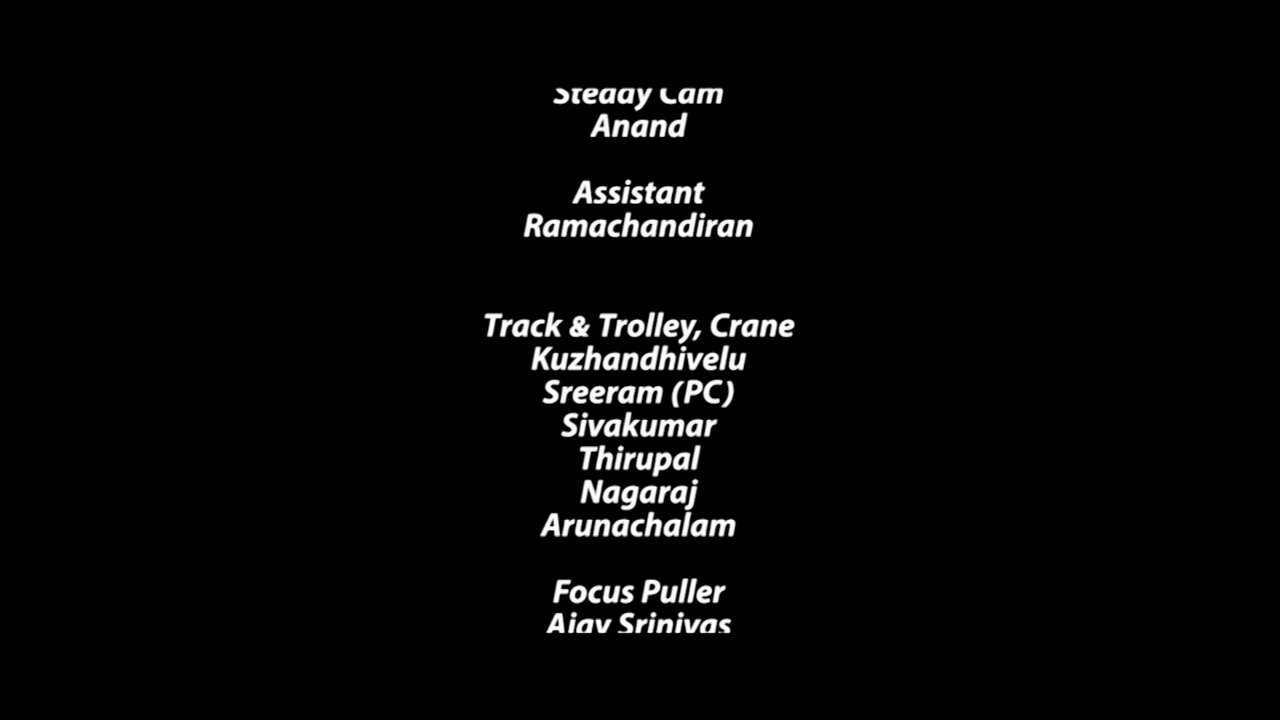 Steady Cam
Anand
Assistant
Ramachandiran
Track & Trolley, Crane
Kuzhandhivelu
Sreeram (PC)
Sivakumar
Thirupal
Nagaraj
Arunachalam
Focus Puller
Ajay Srinivas